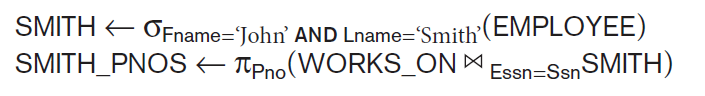 SMITH ← σFname=‘John’ AND Lname=‘Smith’(EMPLOYEE)
SMITH_PNOS ← πPno(WORKS_ON ⋈ Essn=SsnSMITH)